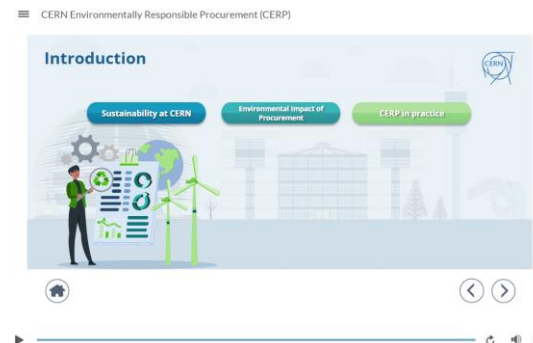 CERN Environmentally Responsible Procurement (CERP)
Introduction
CERN
Sustainability at CERN
Environmental Impact of
Procurement
CERP in practice